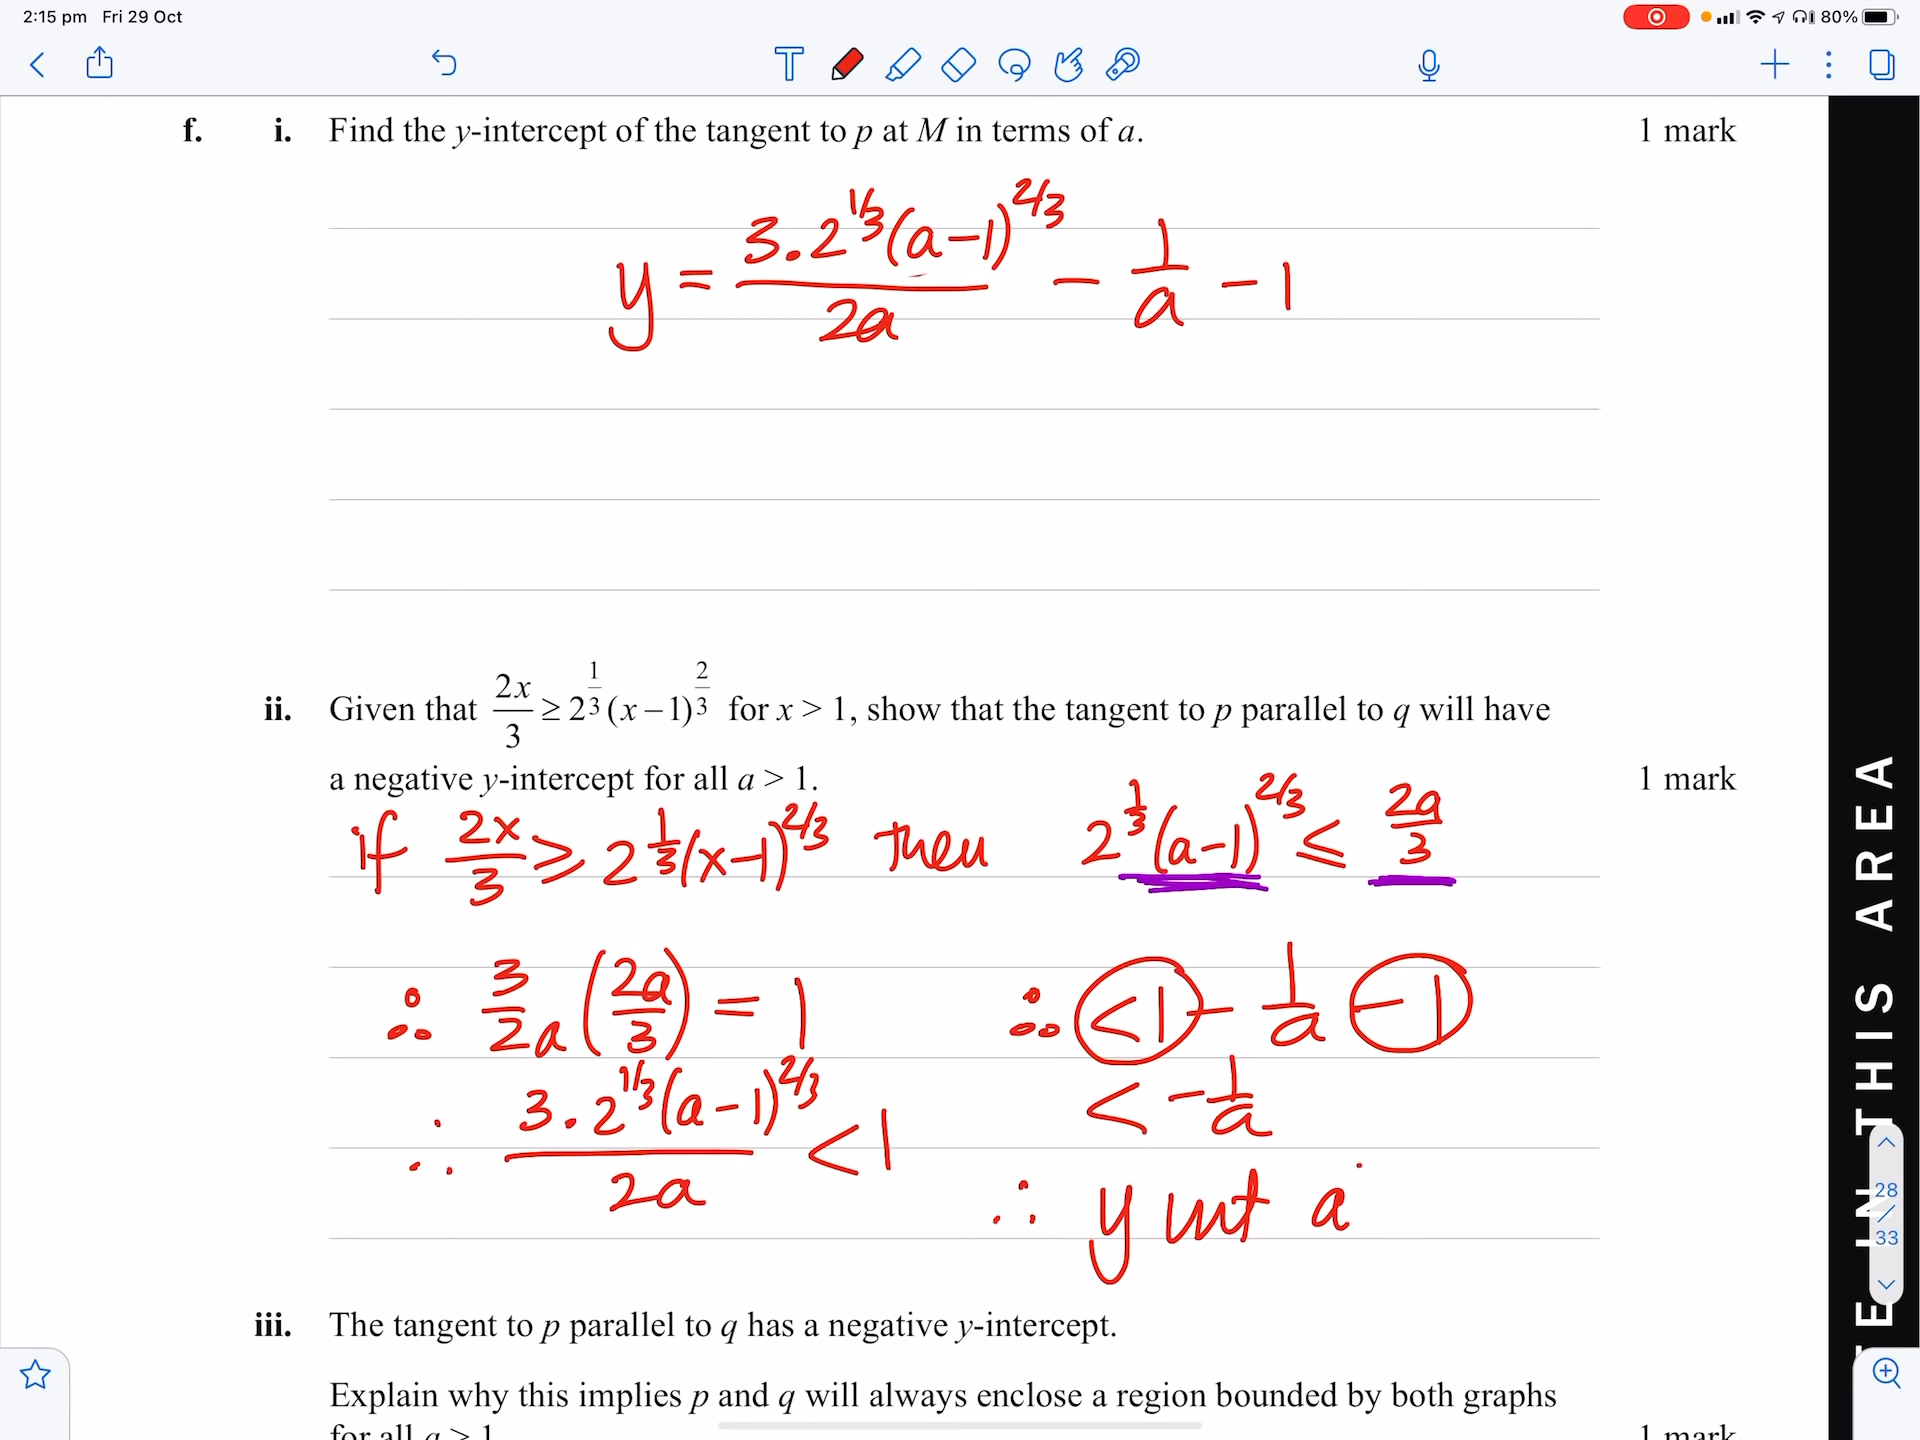 2:15 pm Fri 29 Oct 80%
f. i. Find the y-intercept of the tangent to p at M in terms of a. 1 mark
y = 3.2^(1/3)(a-1)^(2/3) / 2a - 1/a - 1
ii. Given that 2x/3 ≥ 2^(1/3)(x-1)^(2/3) for x > 1, show that the tangent to p parallel to q will have
a negative y-intercept for all a > 1. 1 mark
if 2x/3 ≥ 2^(1/3)(x-1)^(2/3) then 2^(1/3)(a-1)^(2/3) ≤ 2a/3
∴ 3/2a (2a/3) = 1 ∴ <1 - 1/a - 1
∴ 3.2^(1/3)(a-1)^(2/3) / 2a < 1 < -1/a
∴ y int a
iii. The tangent to p parallel to q has a negative y-intercept.
Explain why this implies p and q will always enclose a region bounded by both graphs
for all a > 1. 1 mark
E IN THIS AREA
28
/
33